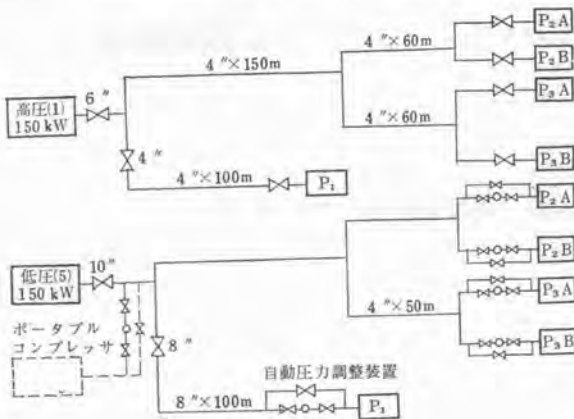 高圧(1)
150 kW
6″
4″×150m
4″×60m
P₂A
P₂B
4″×60m
P₃A
P₃B
4″
4″×100m
P₁
低圧(5)
150 kW
10″
ポータブル
コンプレッサ
8″
8″×100m
自動圧力調整装置
P₁
P₂A
P₂B
4″×50m
P₃A
P₃B